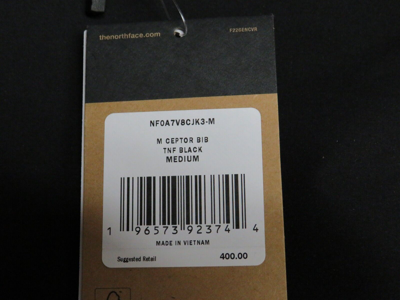 thenorthface.com
NF0A7V8CJK3-M
M CEPTOR BIB
TNF BLACK
MEDIUM
1 96573 92374 4
MADE IN VIETNAM
Suggested Retail 400.00